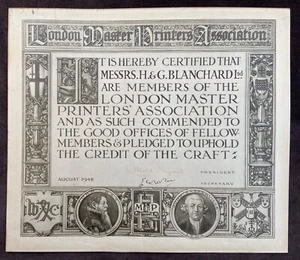 London Master Printers Association
IT IS HEREBY CERTIFIED THAT
MESSRS. H. & G. BLANCHARD Ltd
ARE MEMBERS OF THE
LONDON MASTER
PRINTERS' ASSOCIATION
AND AS SUCH COMMENDED TO
THE GOOD OFFICES OF FELLOW-
MEMBERS & PLEDGED TO UPHOLD
THE CREDIT OF THE CRAFT:
PRESIDENT
AUGUST 1948
SECRETARY